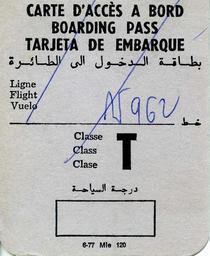 CARTE D'ACCÈS A BORD
BOARDING PASS
TARJETA DE EMBARQUE
بطاقة الدخول الى الطائرة
Ligne
Flight
Vuelo
خط
Classe
Class
Clase
T
درجة السياحة
6-77 Mle 120